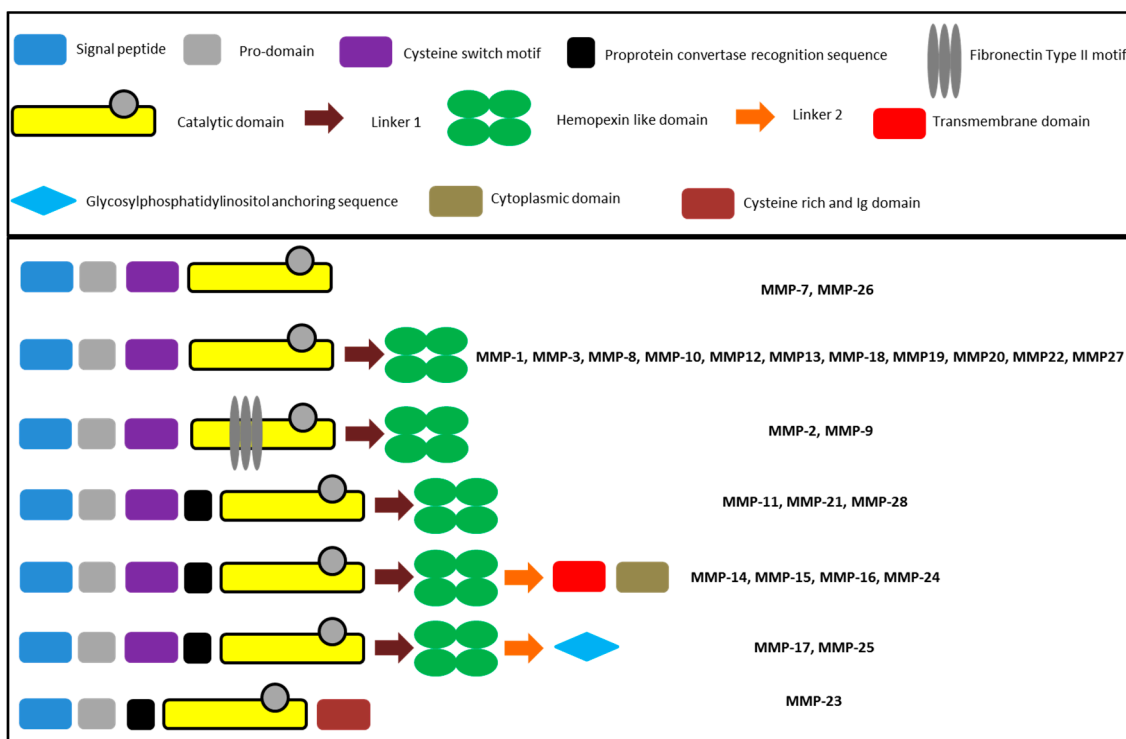 Signal peptide Pro-domain Cysteine switch motif Proprotein convertase recognition sequence Fibronectin Type II motif
Catalytic domain Linker 1 Hemopexin like domain Linker 2 Transmembrane domain
Glycosylphosphatidylinositol anchoring sequence Cytoplasmic domain Cysteine rich and Ig domain
MMP-7, MMP-26
MMP-1, MMP-3, MMP-8, MMP-10, MMP12, MMP13, MMP-18, MMP19, MMP20, MMP22, MMP27
MMP-2, MMP-9
MMP-11, MMP-21, MMP-28
MMP-14, MMP-15, MMP-16, MMP-24
MMP-17, MMP-25
MMP-23